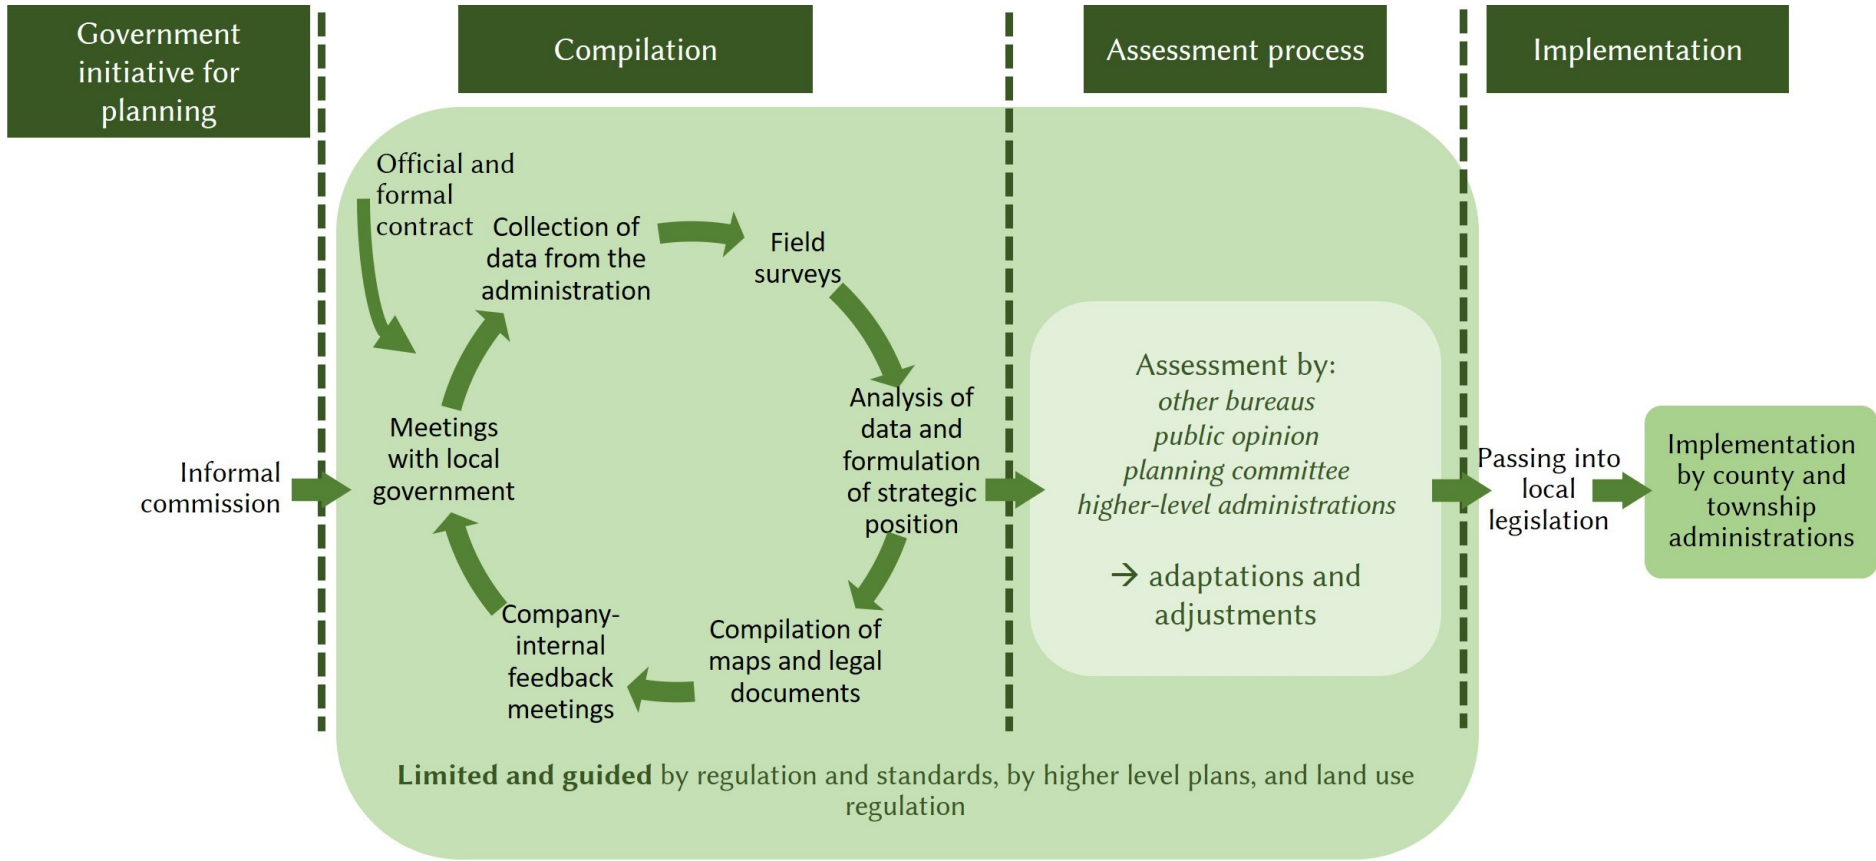 Government
initiative for
planning
Compilation
Assessment process
Implementation
Informal
commission
Official and
formal
contract
Meetings
with local
government
Collection of
data from the
administration
Field
surveys
Analysis of
data and
formulation
of strategic
position
Compilation of
maps and legal
documents
Company-
internal
feedback
meetings
Assessment by:
other bureaus
public opinion
planning committee
higher-level administrations
→ adaptations and
adjustments
Passing into
local
legislation
Implementation
by county and
township
administrations
Limited and guided by regulation and standards, by higher level plans, and land use
regulation